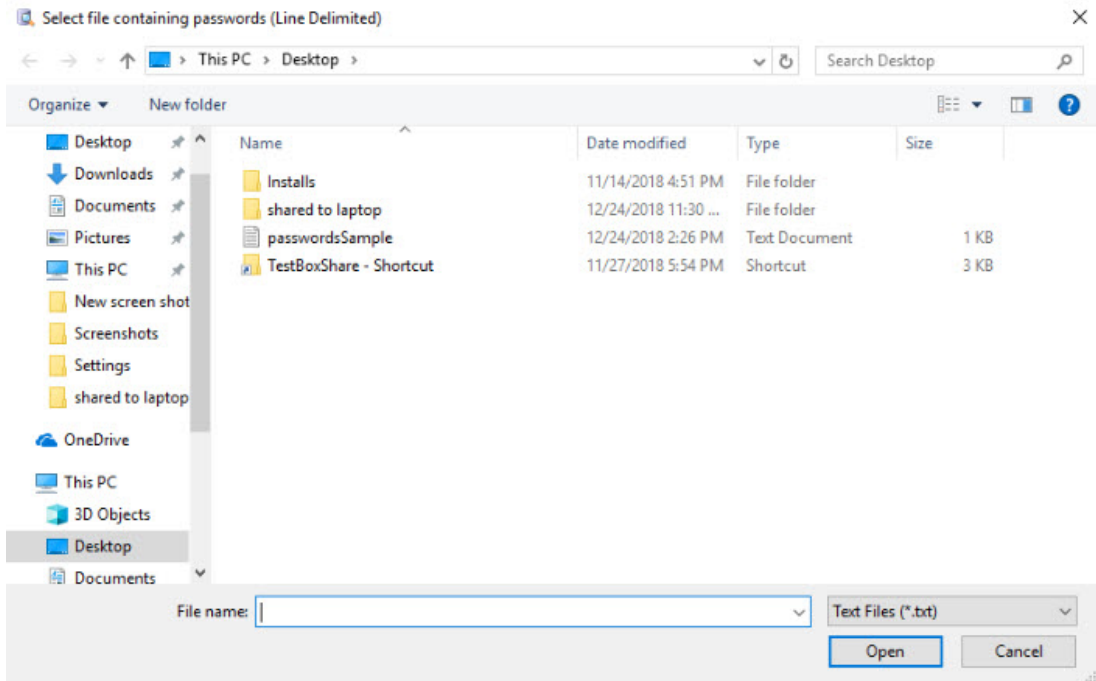 Select file containing passwords (Line Delimited)
This PC > Desktop >
Search Desktop
Organize New folder
Desktop
Downloads
Documents
Pictures
This PC
New screen shot
Screenshots
Settings
shared to laptop
OneDrive
This PC
3D Objects
Desktop
Documents
Name Date modified Type Size
Installs 11/14/2018 4:51 PM File folder
shared to laptop 12/24/2018 11:30 ... File folder
passwordsSample 12/24/2018 2:26 PM Text Document 1 KB
TestBoxShare - Shortcut 11/27/2018 5:54 PM Shortcut 3 KB
File name: Text Files (*.txt)
Open Cancel